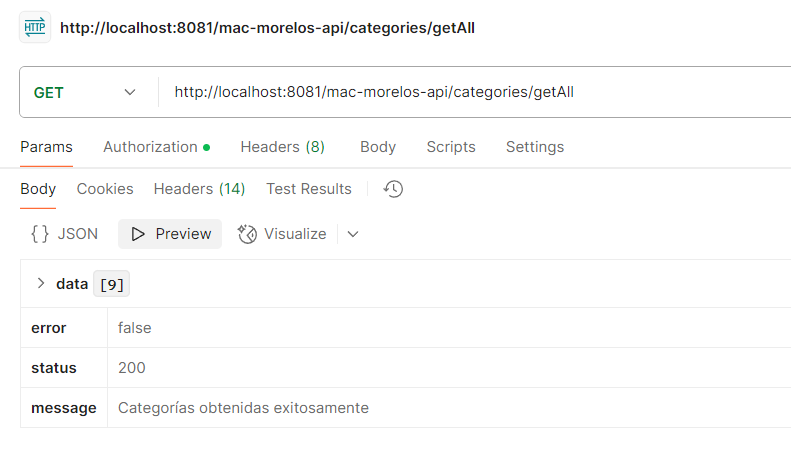 HTTP http://localhost:8081/mac-morelos-api/categories/getAll
GET http://localhost:8081/mac-morelos-api/categories/getAll
Params Authorization Headers (8) Body Scripts Settings
Body Cookies Headers (14) Test Results
{} JSON Preview Visualize
data [9]
error false
status 200
message Categorías obtenidas exitosamente